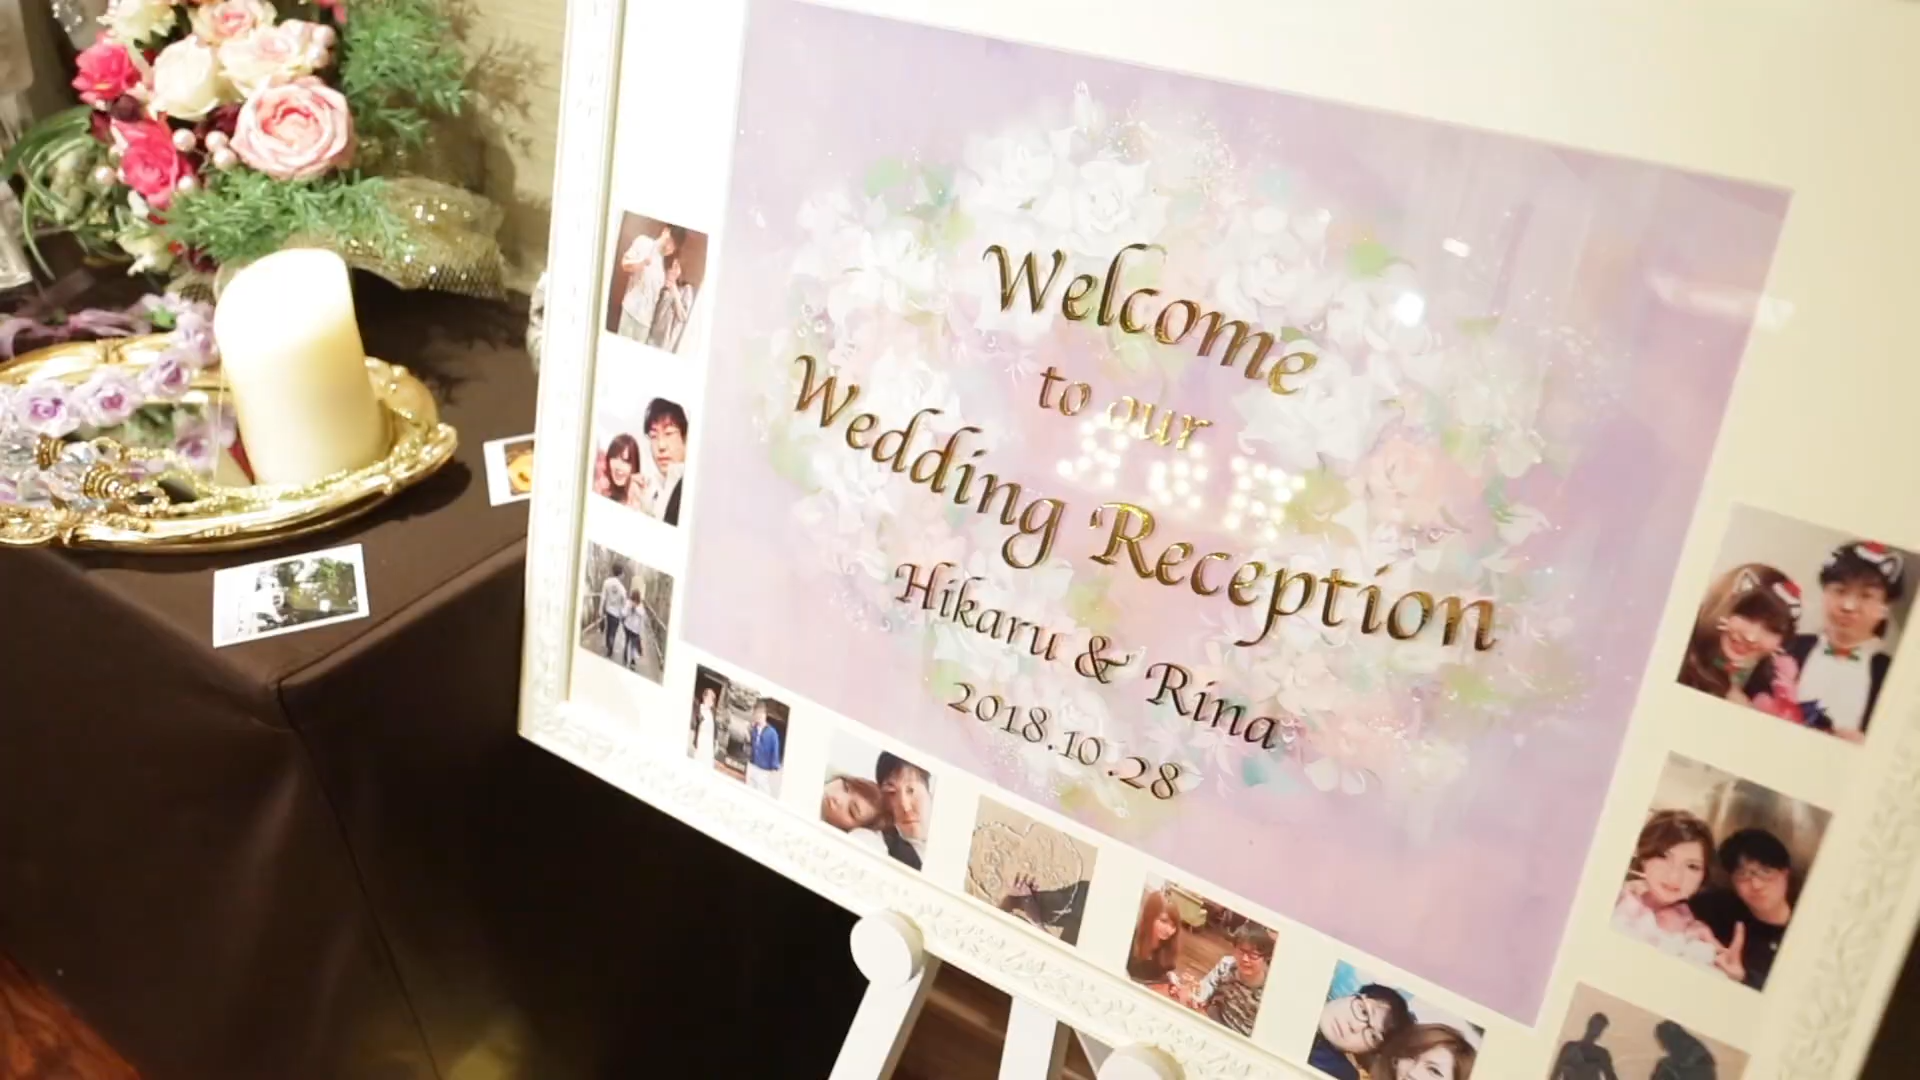 Welcome
to our
Wedding Reception
Hikaru & Rina
2018.10.28